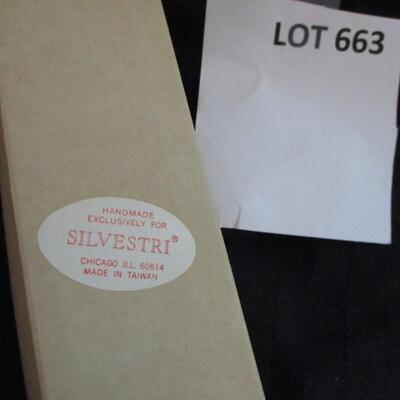 LOT 663
HANDMADE
EXCLUSIVELY FOR
SILVESTRI®
CHICAGO ILL. 60614
MADE IN TAIWAN